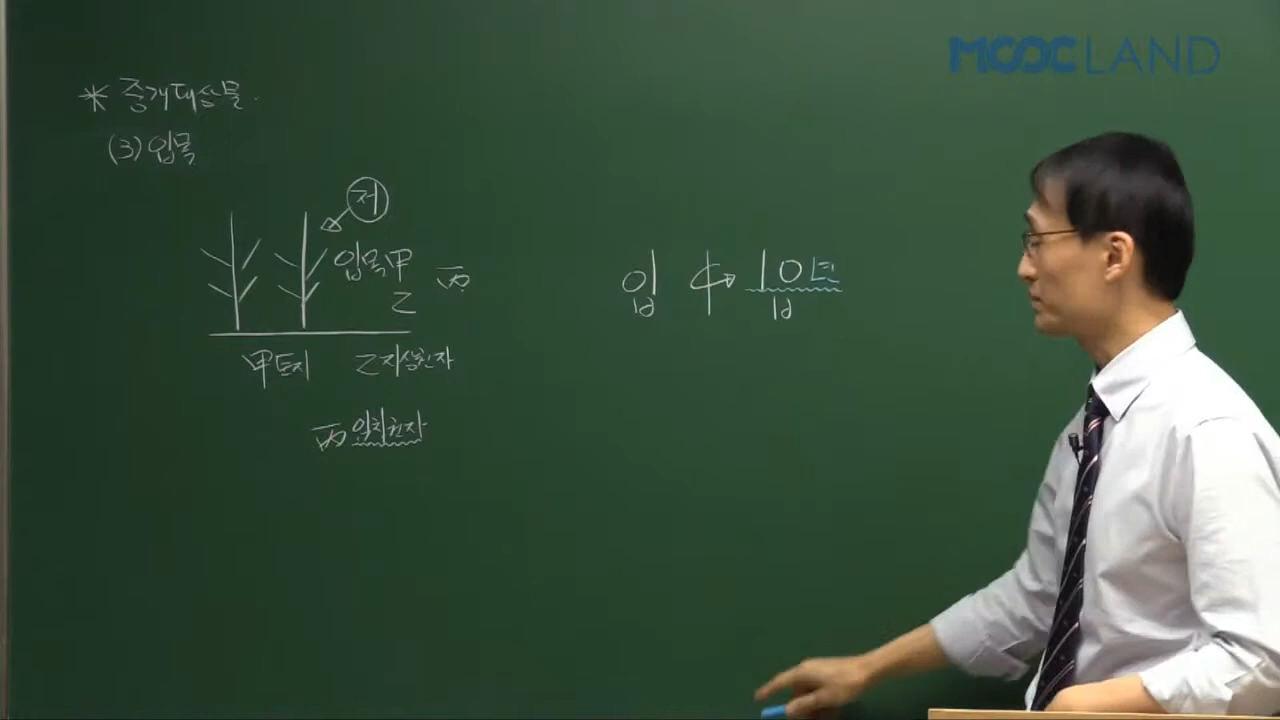 MOOCLAND
* 중개대상물.
(3) 입목
저
입목甲
乙 丙
甲토지 乙지상권자
丙 임차권자
입 中 10년